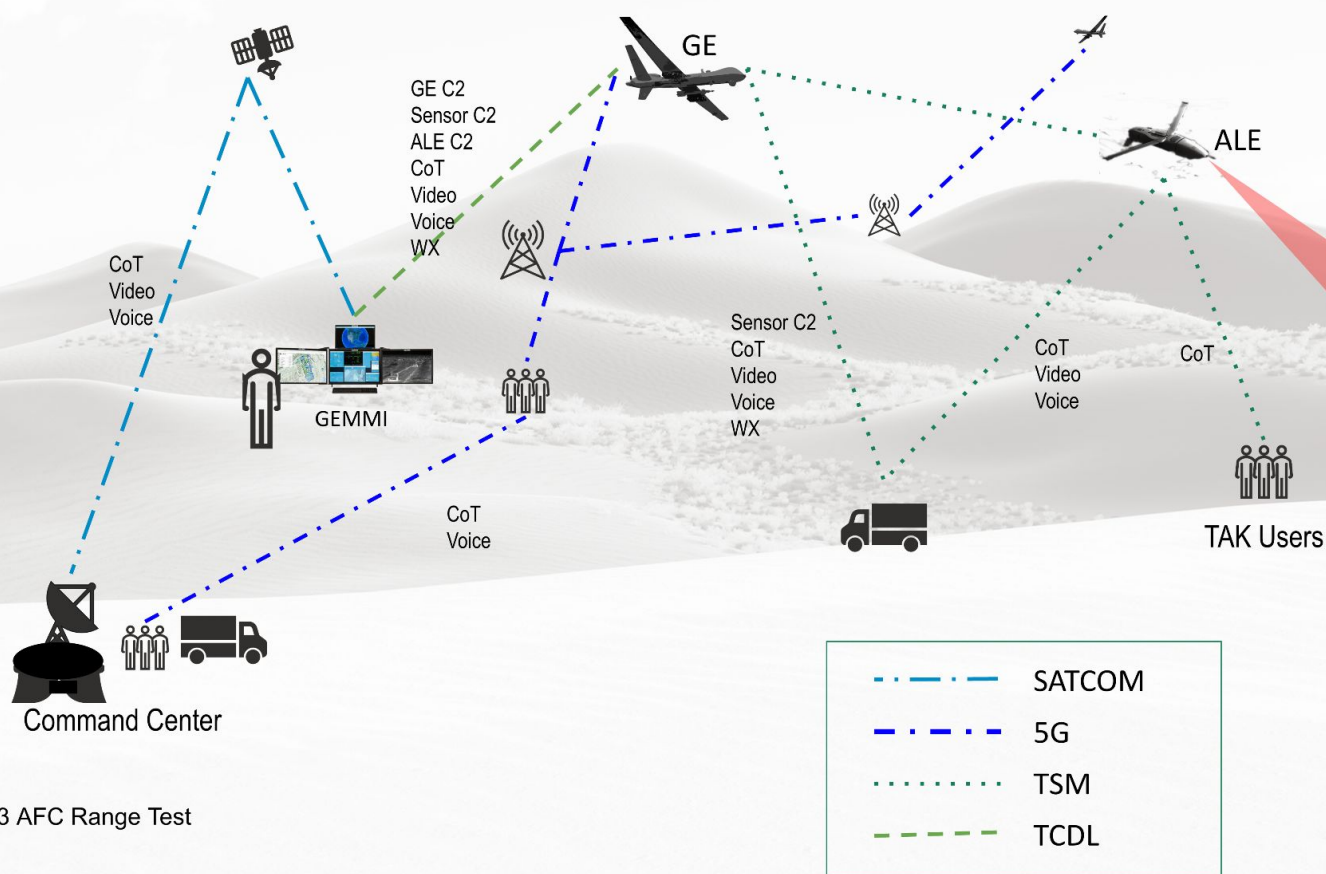 GE
GE C2
Sensor C2
ALE C2
CoT
Video
Voice
WX
ALE
CoT
Video
Voice
GEMMI
Sensor C2
CoT
Video
Voice
WX
CoT
Video
Voice
CoT
CoT
Voice
TAK Users
Command Center
SATCOM
5G
TSM
TCDL
3 AFC Range Test